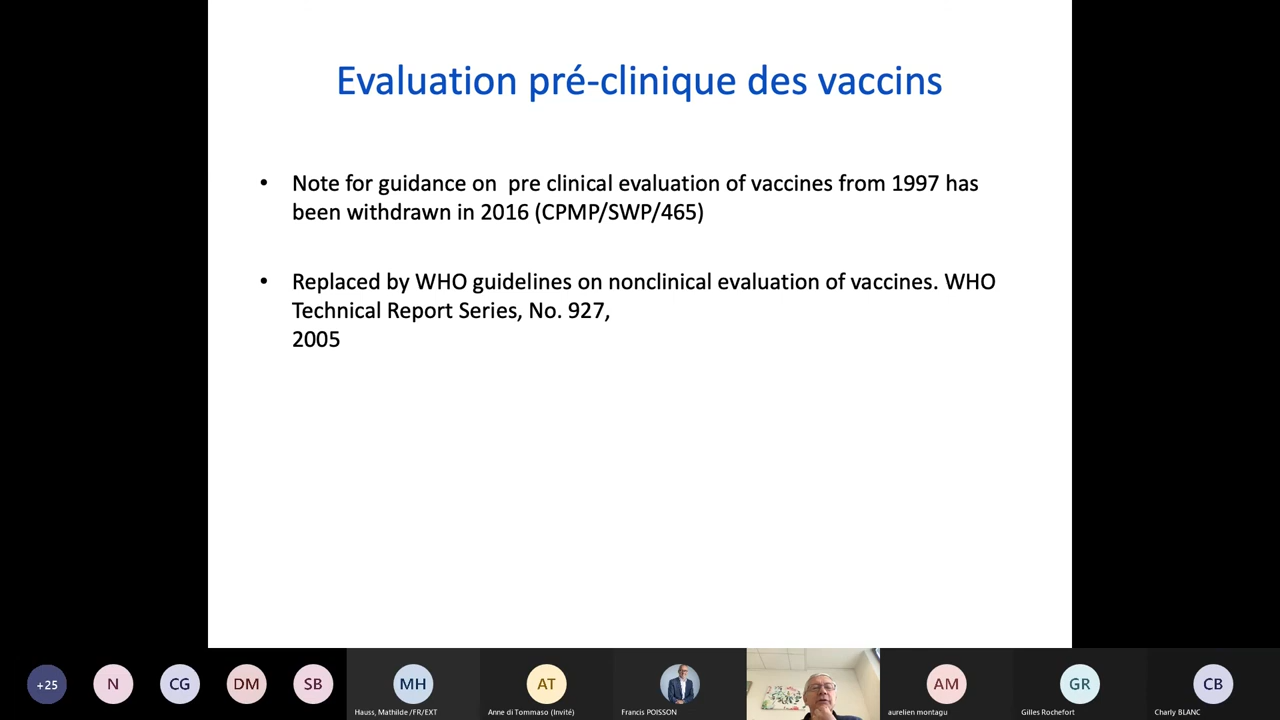 Evaluation pré-clinique des vaccins
• Note for guidance on  pre clinical evaluation of vaccines from 1997 has
been withdrawn in 2016 (CPMP/SWP/465)
• Replaced by WHO guidelines on nonclinical evaluation of vaccines. WHO
Technical Report Series, No. 927,
2005
+25
N
CG
DM
SB
MH
AT
AM
GR
CB
Hauss, Mathilde /FR/EXT
Anne di Tommaso (Invité)
Francis POISSON
aurelien montagu
Gilles Rochefort
Charly BLANC